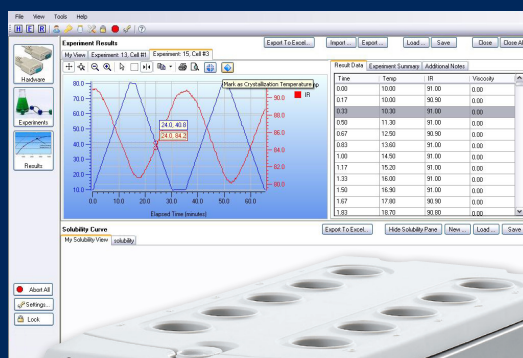 File View Tools Help
H E R
Experiment Results
Export To Excel... Import ... Export ... Load ... Save Close Close Al
My View Experiment: 13, Cell #1 Experiment: 15, Cell #3
Mark as Crystallization Temperature
Result Data Experiment Summary Additional Notes
Hardware
Experiments
Results
80.0
70.0
60.0
50.0
40.0
30.0
20.0
10.0
0.0 10.0 20.0 30.0 40.0 50.0 60.0
Elapsed Time (minutes)
24.0, 40.8
24.0, 84.2
IR
90.0
88.0
86.0
84.0
82.0
80.0
Time Temp IR Viscosity
0.00 10.00 91.00 0.00
0.17 10.00 90.90 0.00
0.33 10.30 91.00 0.00
0.50 11.30 91.00 0.00
0.67 12.50 90.90 0.00
0.83 13.60 91.00 0.00
1.00 14.50 91.00 0.00
1.17 15.20 91.00 0.00
1.33 16.00 91.00 0.00
1.50 16.90 91.00 0.00
1.67 17.80 90.90 0.00
1.83 18.70 90.80 0.00
Solubility Curve
Export To Excel... Hide Solubility Pane New ... Load ... Save
My Solubility View solubility
Abort All
Settings...
Lock